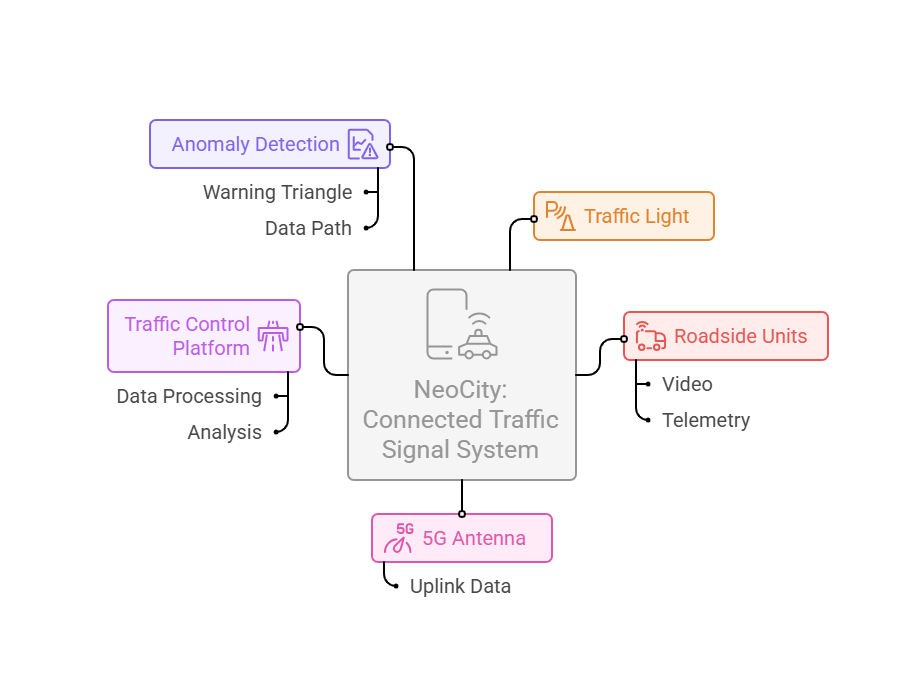 Anomaly Detection
Warning Triangle
Data Path
P
Traffic Light
Traffic Control
Platform
Data Processing
Analysis
Roadside Units
Video
Telemetry
NeoCity:
Connected Traffic
Signal System
5G
5G Antenna
Uplink Data